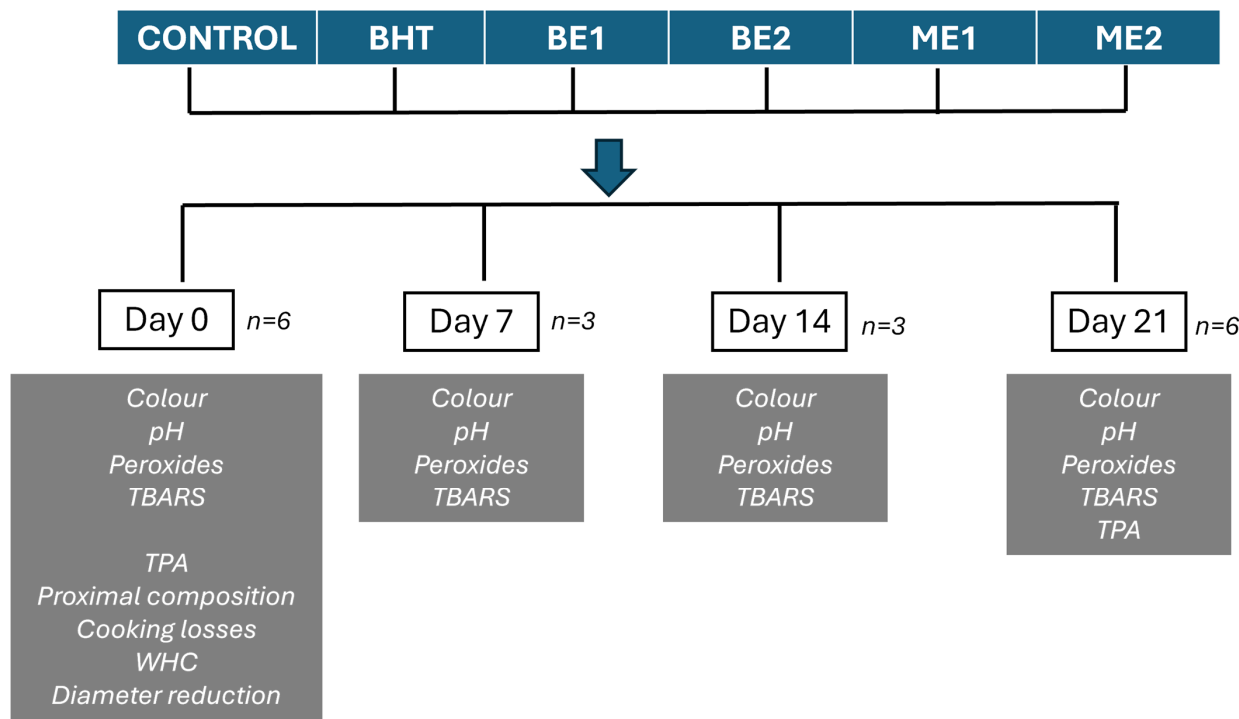 CONTROL BHT BE1 BE2 ME1 ME2
Day 0 n=6 Day 7 n=3 Day 14 n=3 Day 21 n=6
Colour
pH
Peroxides
TBARS
TPA
Proximal composition
Cooking losses
WHC
Diameter reduction
Colour
pH
Peroxides
TBARS
Colour
pH
Peroxides
TBARS
Colour
pH
Peroxides
TBARS
TPA